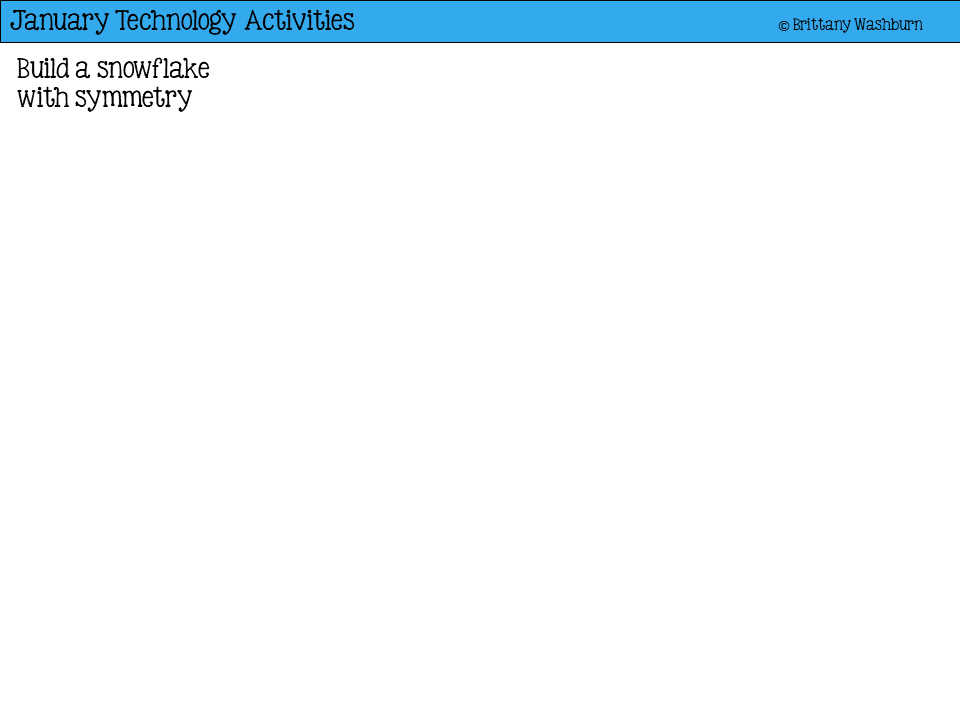 January Technology Activities
© Brittany Washburn
Build a snowflake
with symmetry